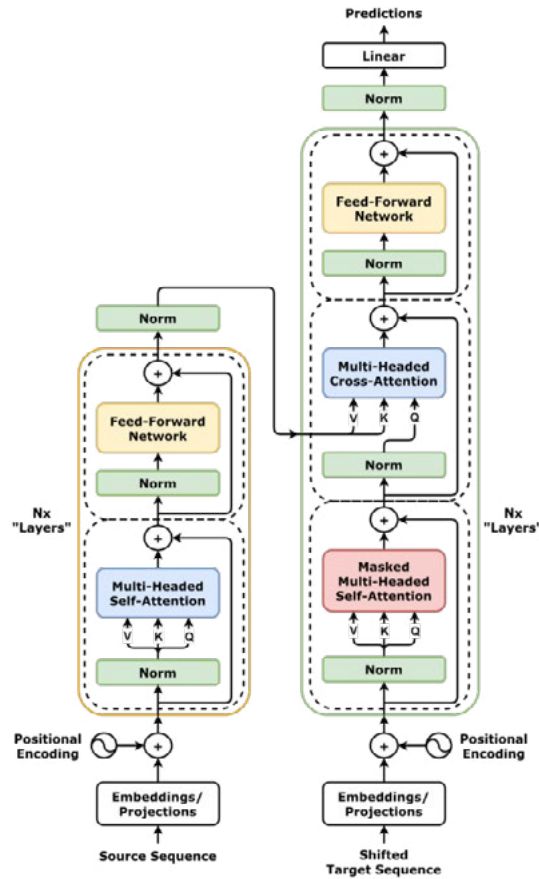 Predictions
Linear
Norm
Feed-Forward
Network
Norm
Multi-Headed
Cross-Attention
V K Q
Norm
Masked
Multi-Headed
Self-Attention
V K Q
Norm
Nx
"Layers"
Positional
Encoding
Embeddings/
Projections
Shifted
Target Sequence
Norm
Feed-Forward
Network
Norm
Nx
"Layers"
Multi-Headed
Self-Attention
V K Q
Norm
Positional
Encoding
Embeddings/
Projections
Source Sequence